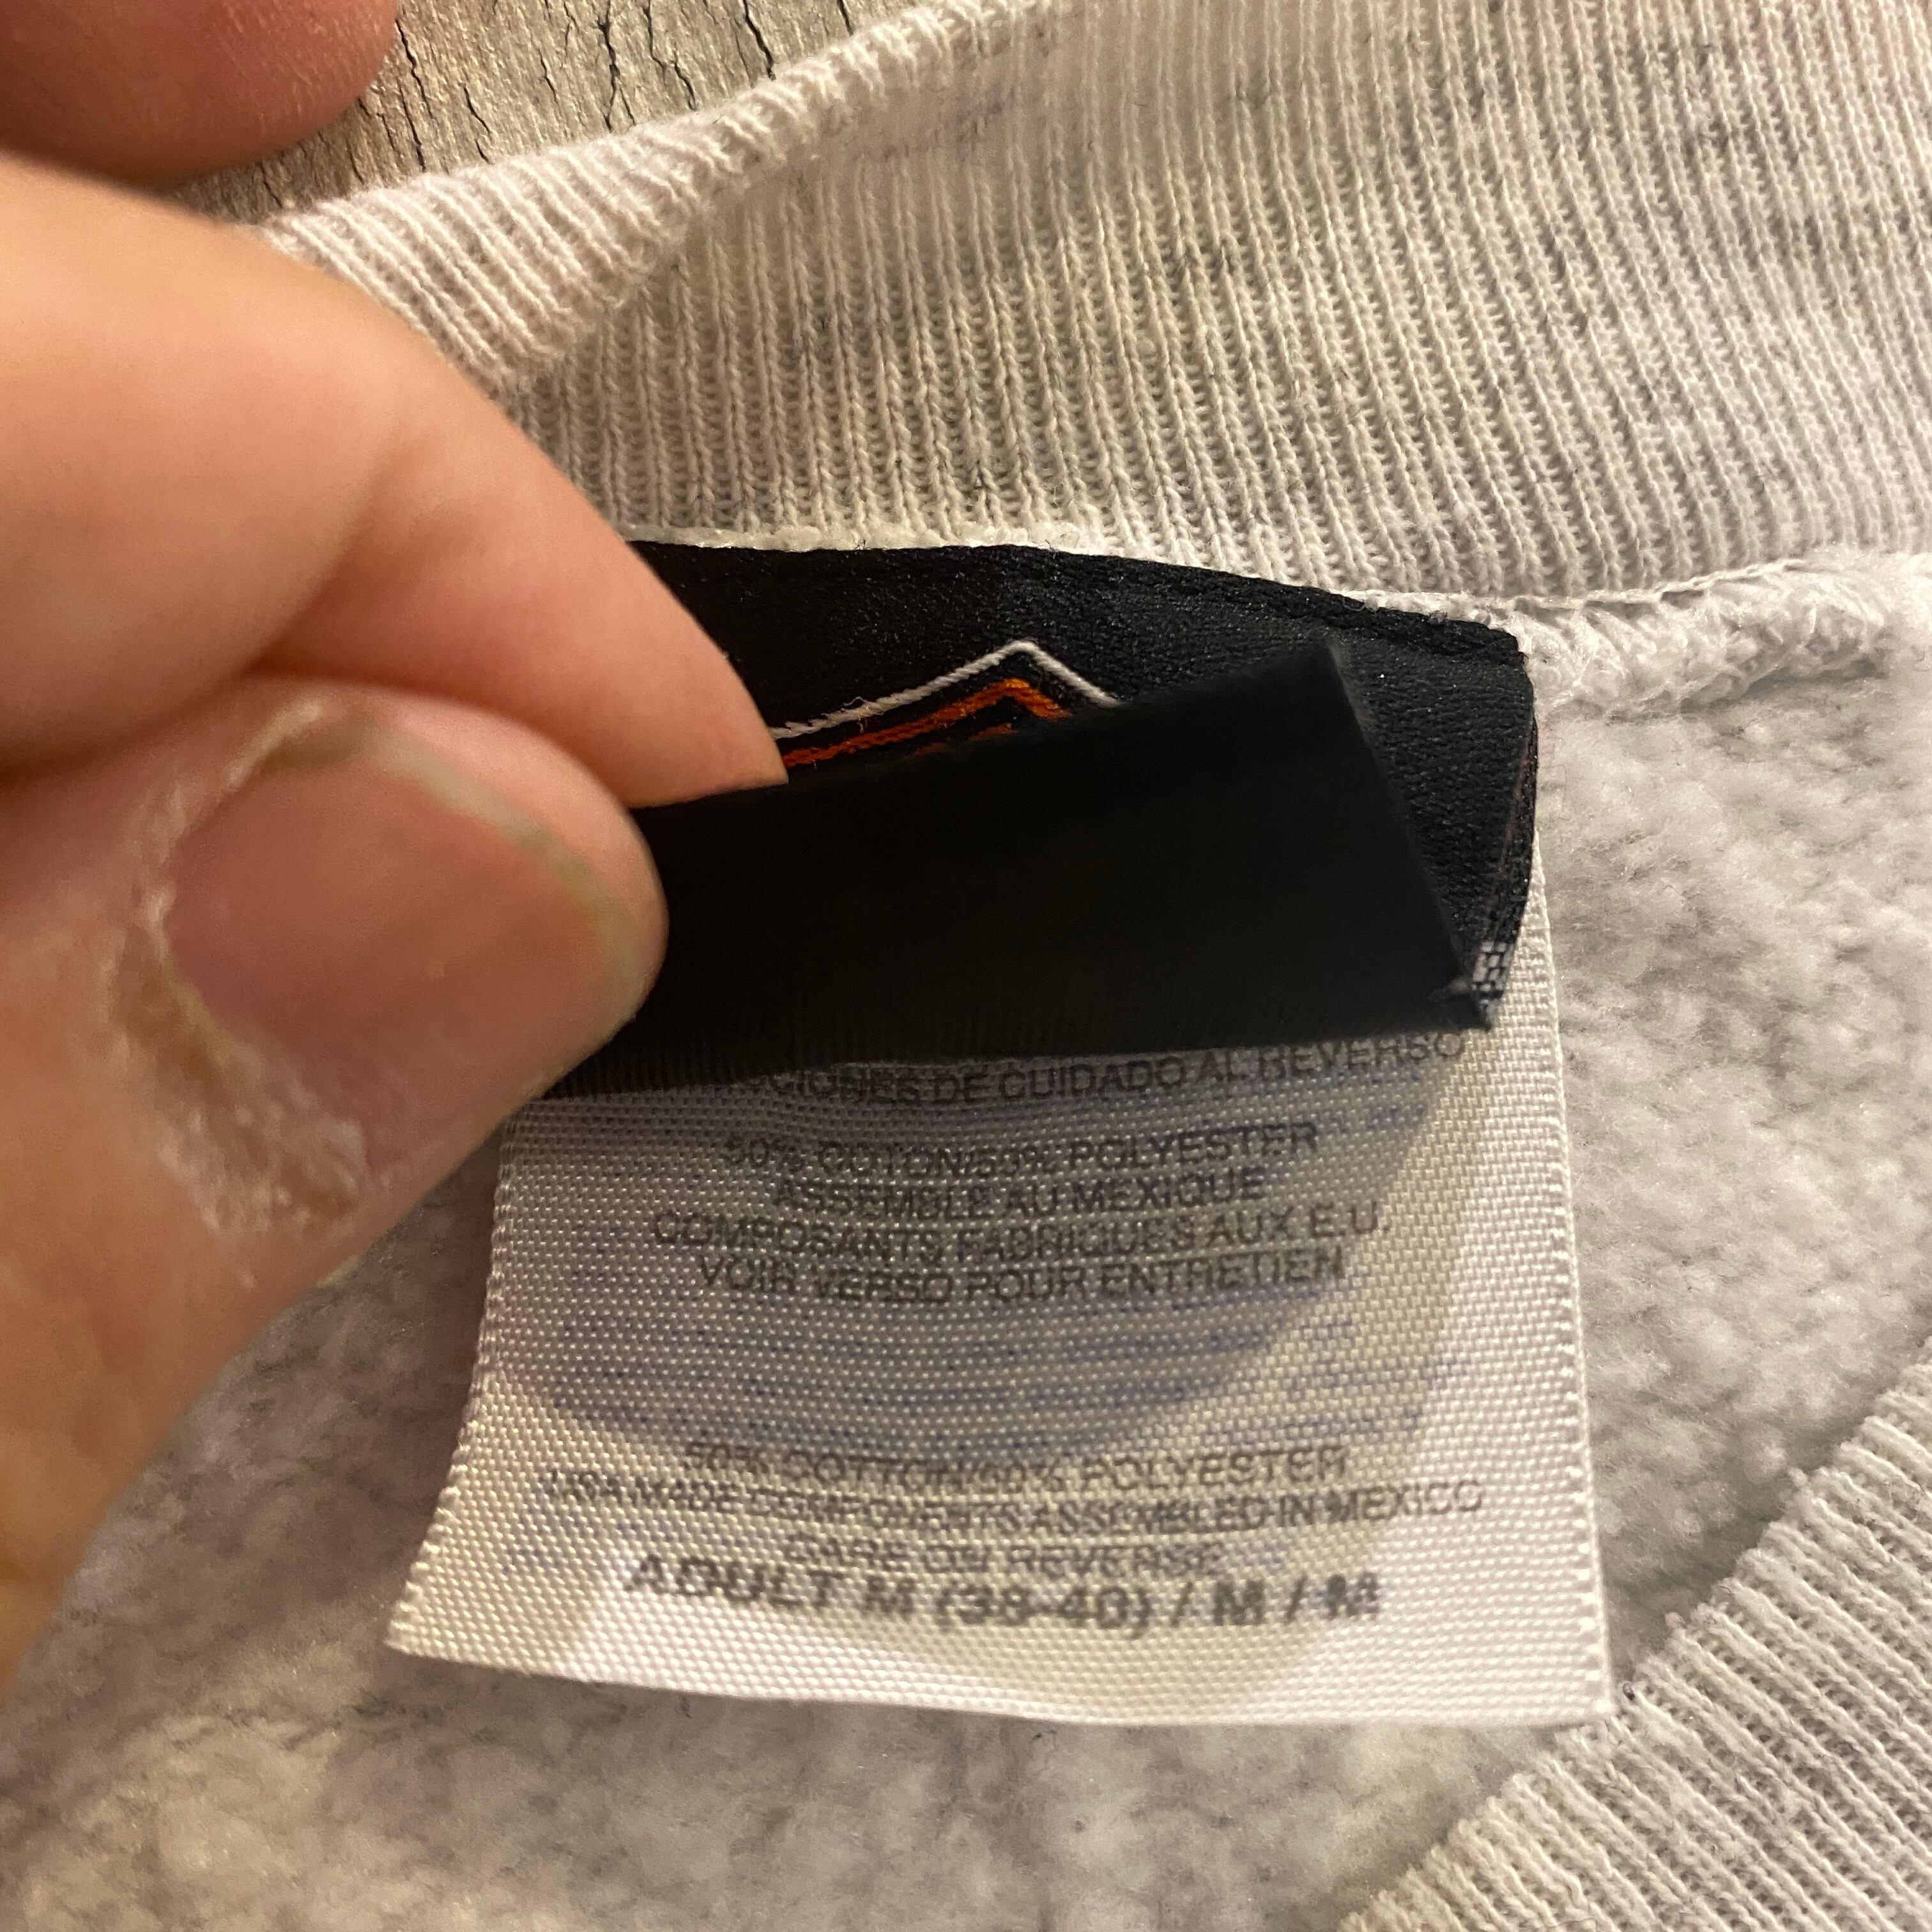 CIONES DE CUIDADO AL REVERSO
50% COTON/50% POLYESTER
ASSEMBLE AU MEXIQUE
COMPOSANTS FABRIQUES AUX E.U.
VOIR VERSO POUR ENTRETIEN
50% COTTON/50% POLYESTER
USA MADE COMPONENTS ASSEMBLED IN MEXICO
CARE ON REVERSE
ADULT M (38-40) / M / M